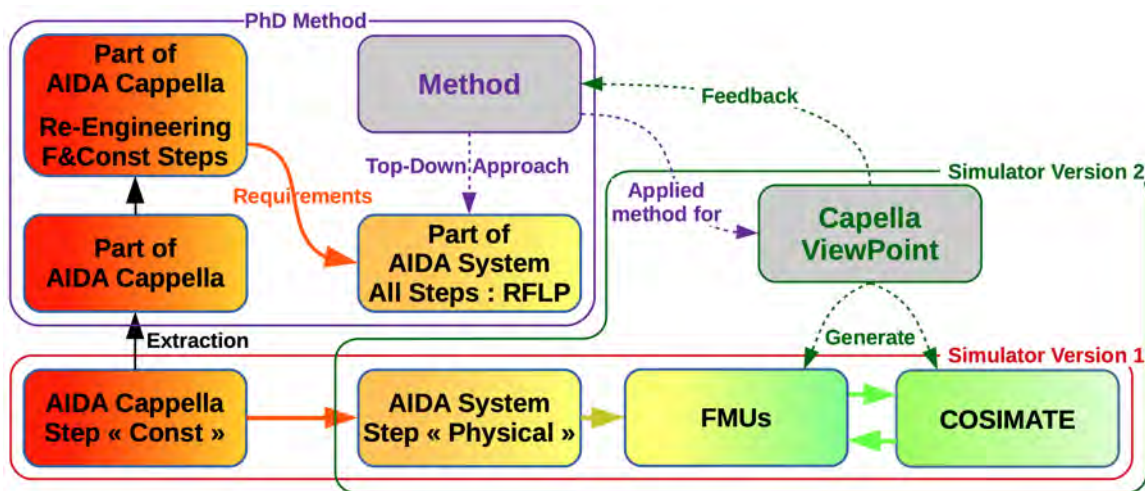 PhD Method
Part of
AIDA Cappella
Re-Engineering
F&Const Steps
Method
Feedback
Top-Down Approach
Simulator Version 2
Requirements
Applied
method for
Capella
ViewPoint
Part of
AIDA Cappella
Part of
AIDA System
All Steps : RFLP
Extraction
Generate
Simulator Version 1
AIDA Cappella
Step « Const »
AIDA System
Step « Physical »
FMUs
COSIMATE